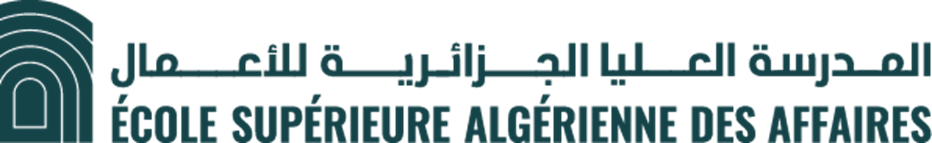 المدرسة العليا الجزائرية للأعمال
ÉCOLE SUPÉRIEURE ALGÉRIENNE DES AFFAIRES